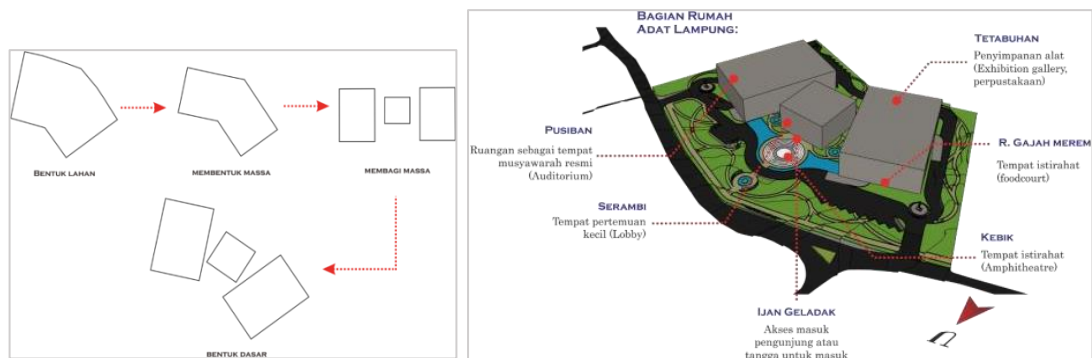 BENTUK LAHAN
MEMBENTUK MASSA
MEMBAGI MASSA
BENTUK DASAR
BAGIAN RUMAH
ADAT LAMPUNG:
TETABUHAN
Penyimpanan alat
(Exhibition gallery,
perpustakaan)
PUSIBAN
Ruangan sebagai tempat
musyawarah resmi
(Auditorium)
R. GAJAH MEREM
Tempat istirahat
(foodcourt)
SERAMBI
Tempat pertemuan
kecil (Lobby)
KEBIK
Tempat istirahat
(Amphitheatre)
IJAN GELADAK
Akses masuk
pengunjung atau
tangga untuk masuk
U